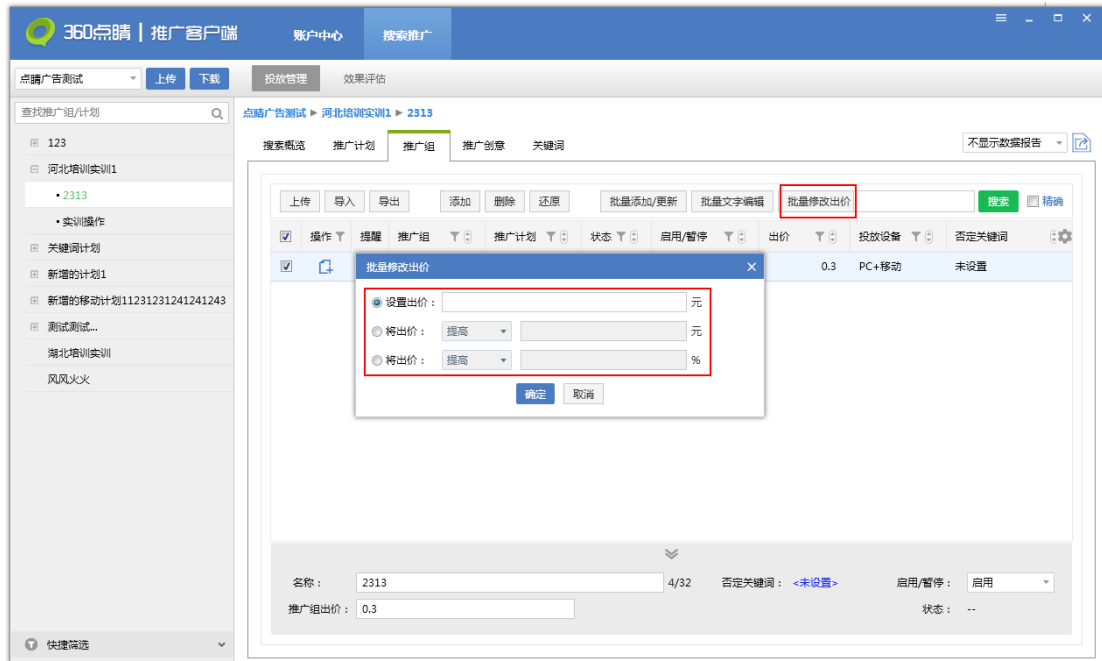 360点睛 | 推广客户端 账户中心 搜索推广
点睛广告测试 上传 下载 投放管理 效果评估
查找推广组/计划 点睛广告测试 ▶ 河北培训实训1 ▶ 2313
123 搜索概览 推广计划 推广组 推广创意 关键词 不显示数据报告
河北培训实训1
2313 上传 导入 导出 添加 删除 还原 批量添加/更新 批量文字编辑 批量修改出价 搜索 精确
实训操作
操作 提醒 推广组 推广计划 状态 启用/暂停 出价 投放设备 否定关键词
关键词计划
新增的计划1 批量修改出价 0.3 PC+移动 未设置
新增的移动计划11231231241241243 设置出价: 元
测试测试... 将出价: 提高 元
湖北培训实训 将出价: 提高 %
风风火火 确定 取消
名称: 2313 4/32 否定关键词: <未设置> 启用/暂停: 启用
推广组出价: 0.3 状态: --
快捷筛选